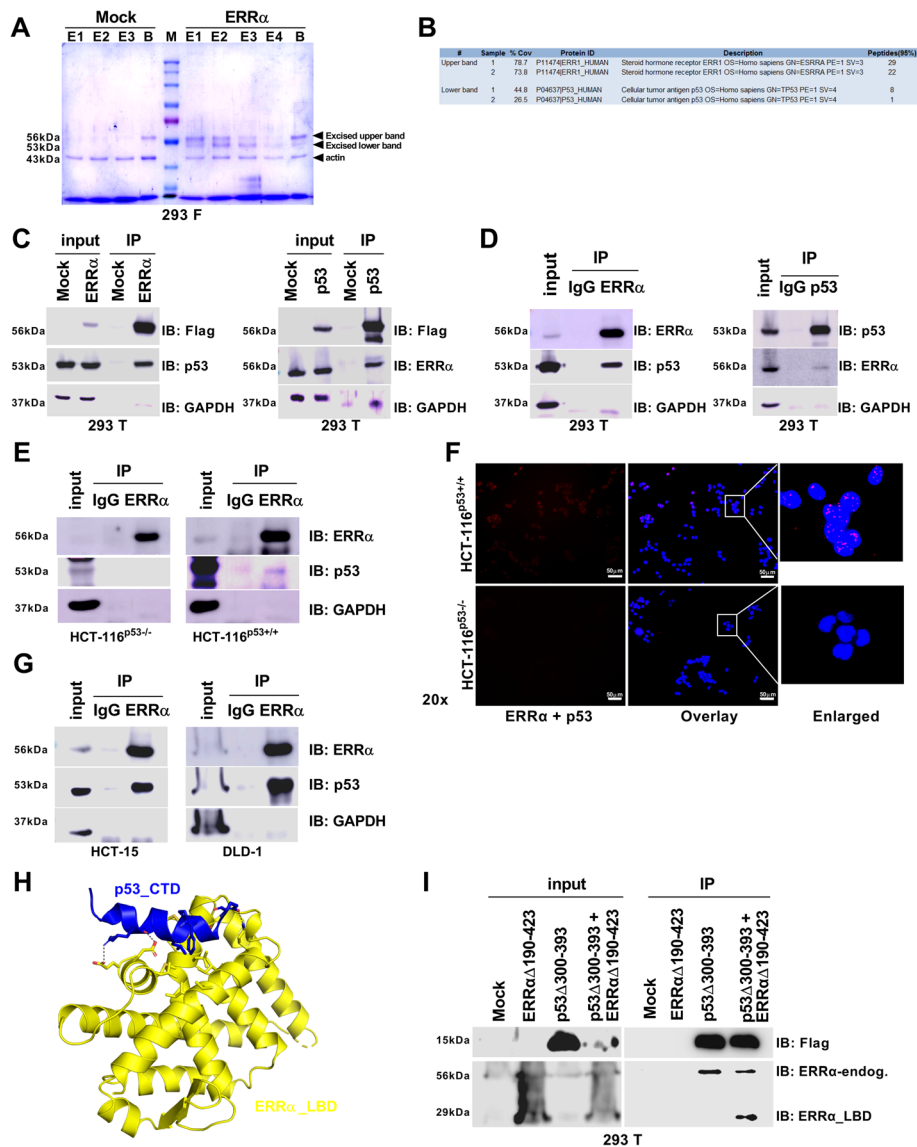 A
Mock
ERRα
E1 E2 E3 B M E1 E2 E3 E4 B
56kDa
53kDa
43kDa
Excised upper band
Excised lower band
actin
293 F
B
# Sample % Cov Protein ID Description Peptides(95%)
Upper band 1 78.7 P11474|ERR1_HUMAN Steroid hormone receptor ERR1 OS=Homo sapiens GN=ESRRA PE=1 SV=3 29
2 73.8 P11474|ERR1_HUMAN Steroid hormone receptor ERR1 OS=Homo sapiens GN=ESRRA PE=1 SV=3 22
Lower band 1 44.8 P04637|P53_HUMAN Cellular tumor antigen p53 OS=Homo sapiens GN=TP53 PE=1 SV=4 8
2 26.5 P04637|P53_HUMAN Cellular tumor antigen p53 OS=Homo sapiens GN=TP53 PE=1 SV=4 1
C
input IP
Mock ERRα Mock ERRα
56kDa IB: Flag
53kDa IB: p53
37kDa IB: GAPDH
293 T
input IP
Mock p53 Mock p53
56kDa IB: Flag
56kDa IB: ERRα
37kDa IB: GAPDH
293 T
D
input IP
IgG ERRα
56kDa IB: ERRα
53kDa IB: p53
37kDa IB: GAPDH
293 T
input IP
IgG p53
53kDa IB: p53
56kDa IB: ERRα
37kDa IB: GAPDH
293 T
E
input IP input IP
IgG ERRα IgG ERRα
56kDa IB: ERRα
53kDa IB: p53
37kDa IB: GAPDH
HCT-116p53-/- HCT-116p53+/+
F
HCT-116p53+/+
50µm 50µm
HCT-116p53-/-
50µm 50µm
20x
ERRα + p53 Overlay Enlarged
G
input IP input IP
IgG ERRα IgG ERRα
56kDa IB: ERRα
53kDa IB: p53
37kDa IB: GAPDH
HCT-15 DLD-1
H
p53_CTD
ERRα_LBD
I
input IP
Mock ERRαΔ190-423 p53Δ300-393 p53Δ300-393 + ERRαΔ190-423 Mock ERRαΔ190-423 p53Δ300-393 p53Δ300-393 + ERRαΔ190-423
15kDa IB: Flag
56kDa IB: ERRα-endog.
29kDa IB: ERRα_LBD
293 T